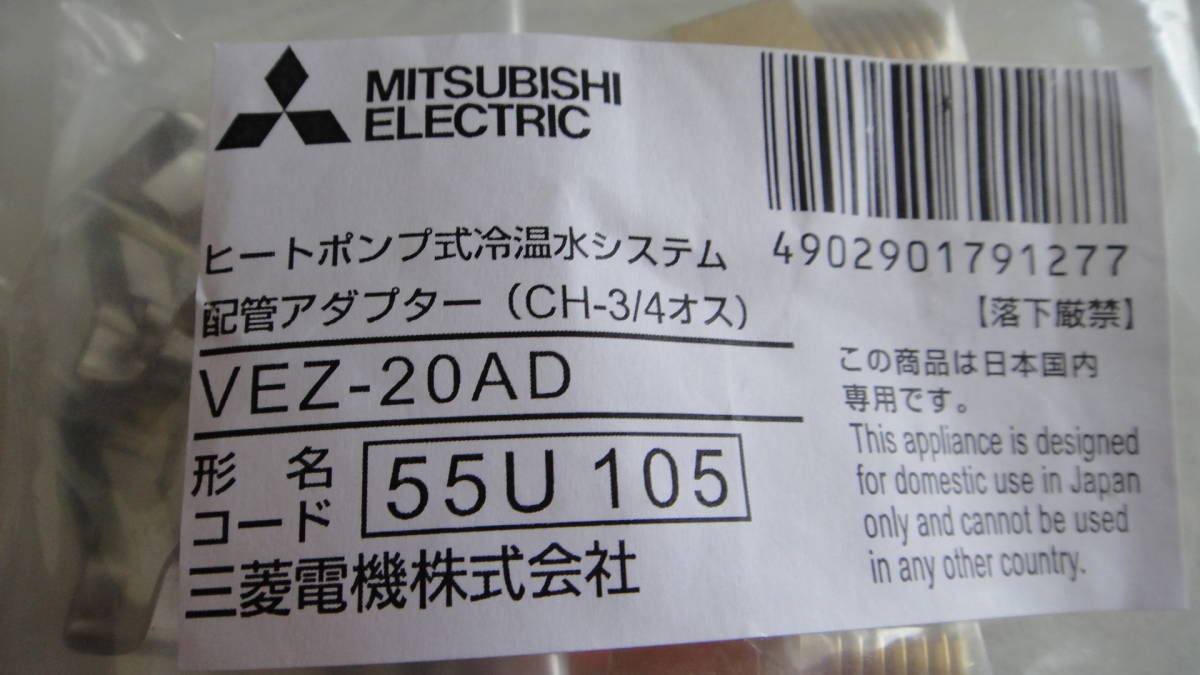 MITSUBISHI
ELECTRIC
ヒートポンプ式冷温水システム
配管アダプター（CH-3/4オス）
VEZ-20AD
形名
コード
55U 105
三菱電機株式会社
4902901791277
【落下厳禁】
この商品は日本国内
専用です。
This appliance is designed
for domestic use in Japan
only and cannot be used
in any other country.